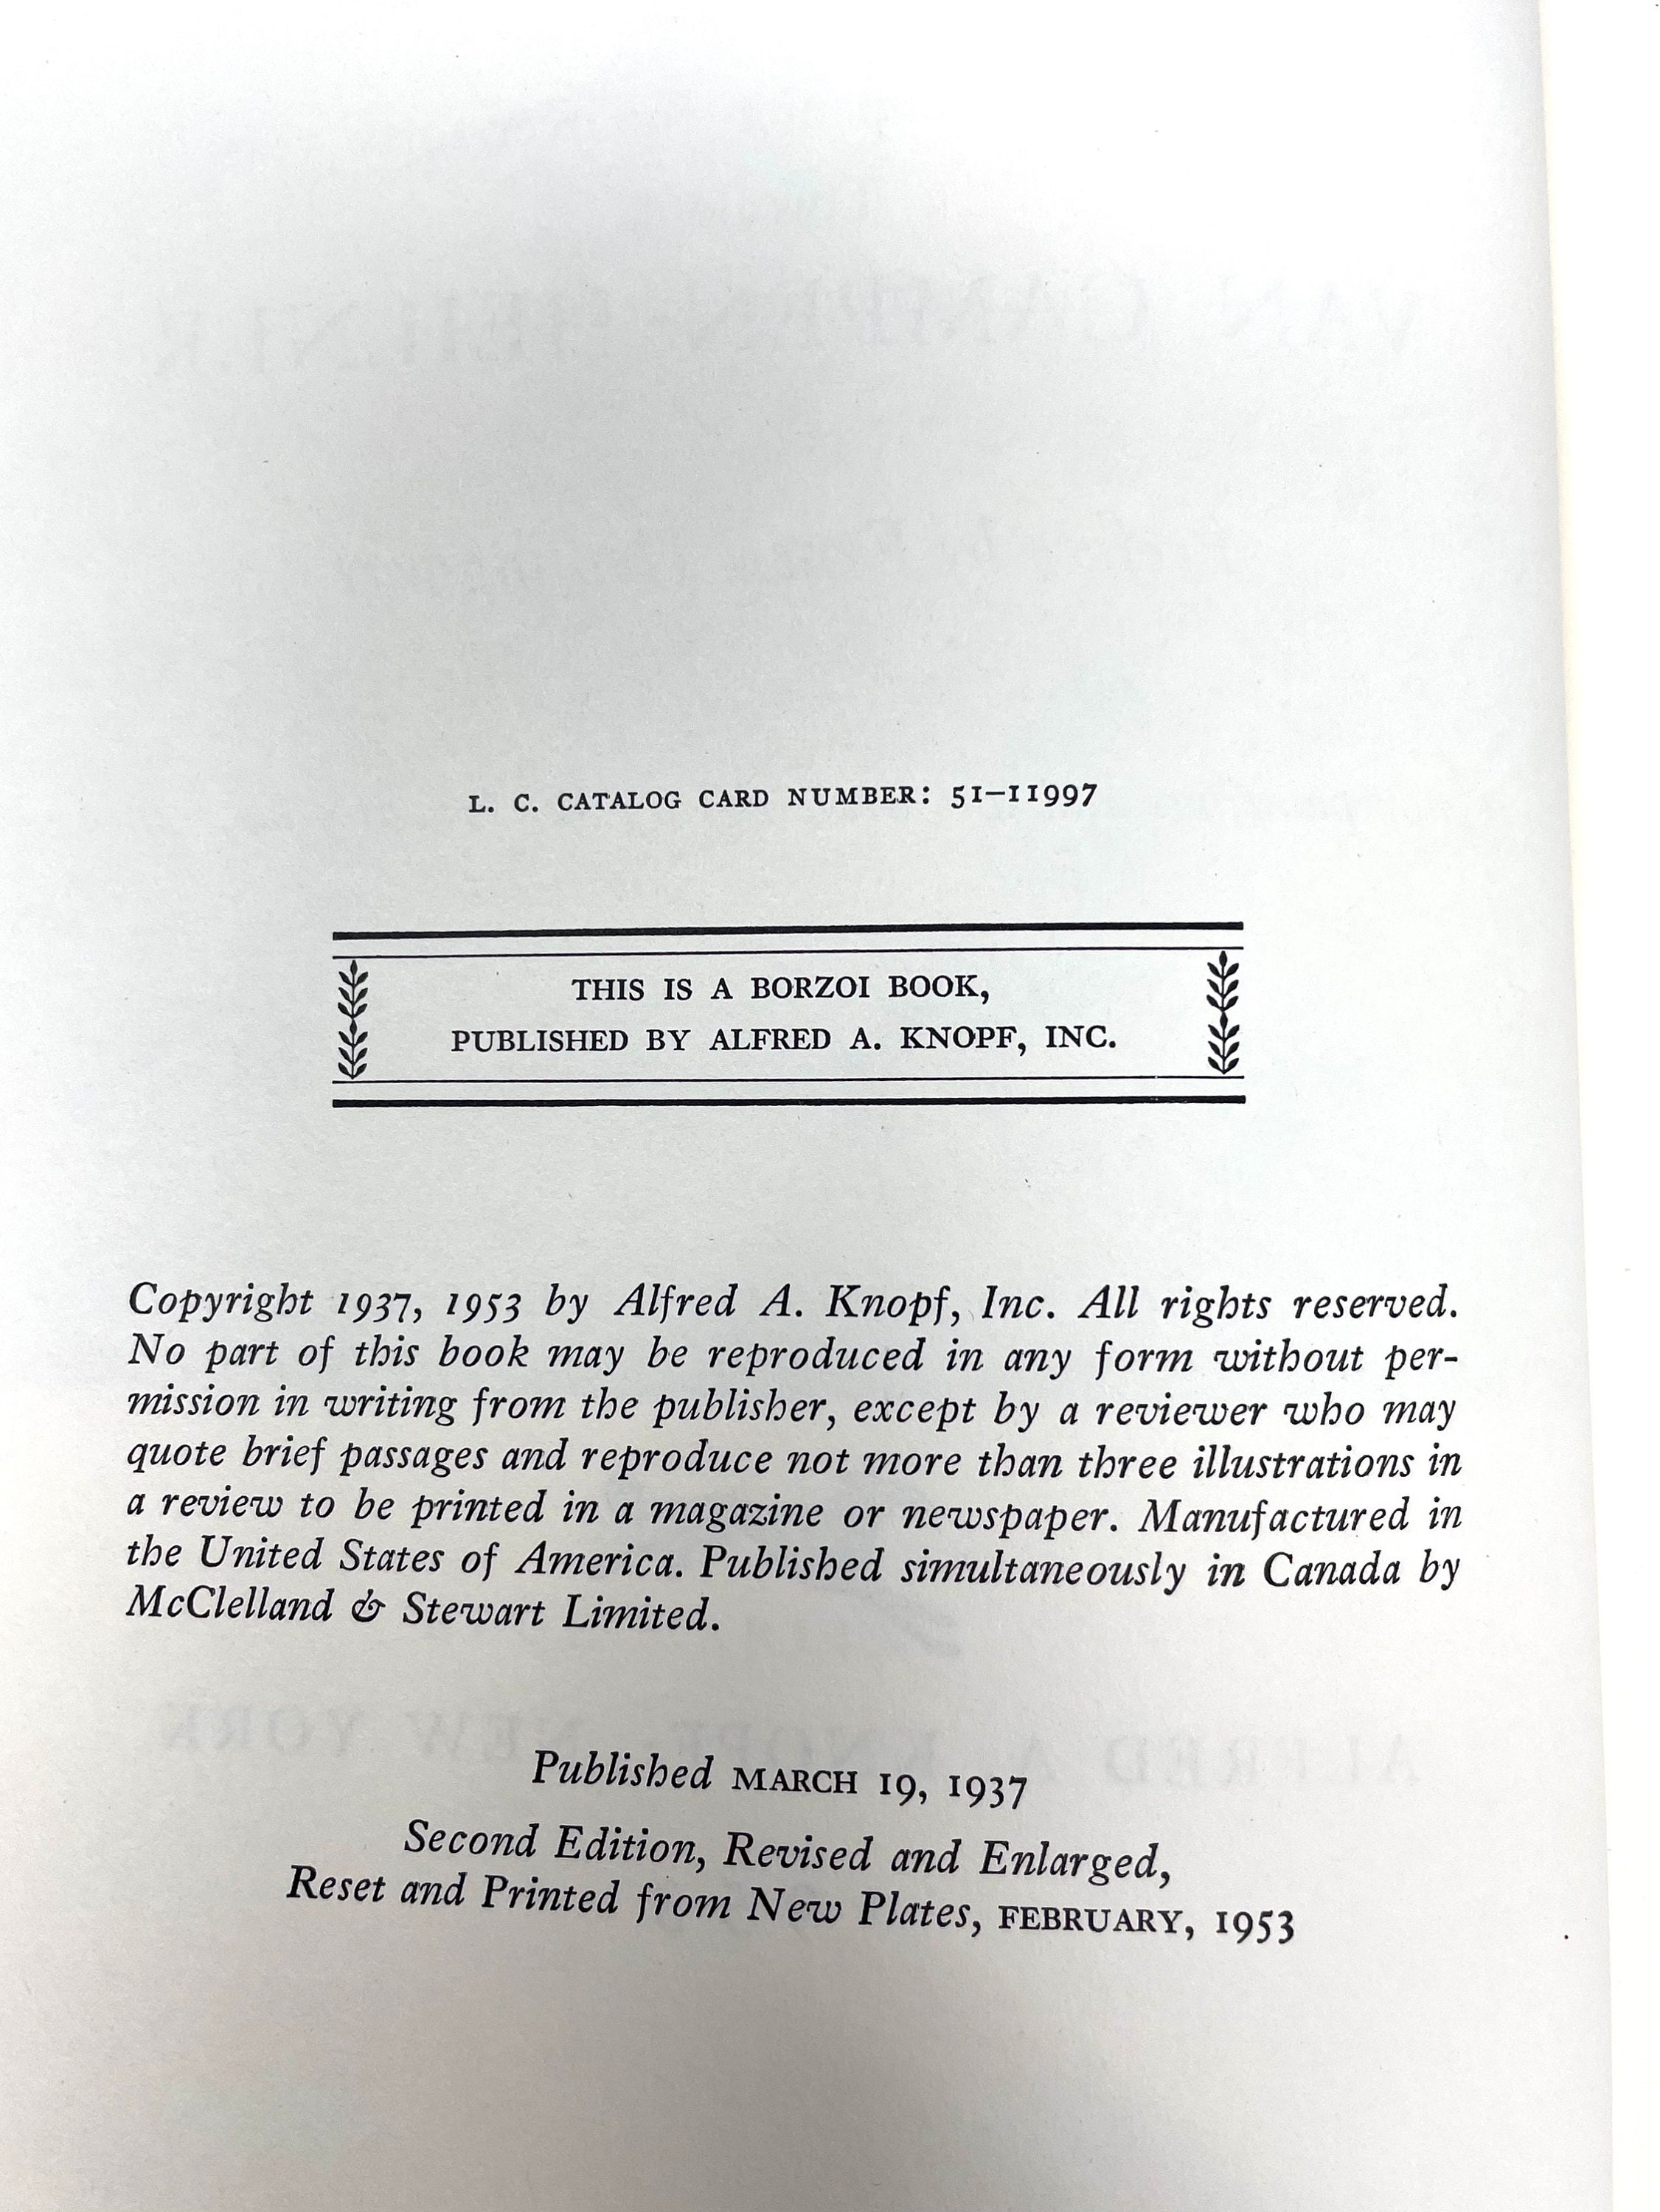 L. C. CATALOG CARD NUMBER: 51–11997
THIS IS A BORZOI BOOK,
PUBLISHED BY ALFRED A. KNOPF, INC.
Copyright 1937, 1953 by Alfred A. Knopf, Inc. All rights reserved.
No part of this book may be reproduced in any form without per-
mission in writing from the publisher, except by a reviewer who may
quote brief passages and reproduce not more than three illustrations in
a review to be printed in a magazine or newspaper. Manufactured in
the United States of America. Published simultaneously in Canada by
McClelland & Stewart Limited.
Published MARCH 19, 1937
Second Edition, Revised and Enlarged,
Reset and Printed from New Plates, FEBRUARY, 1953